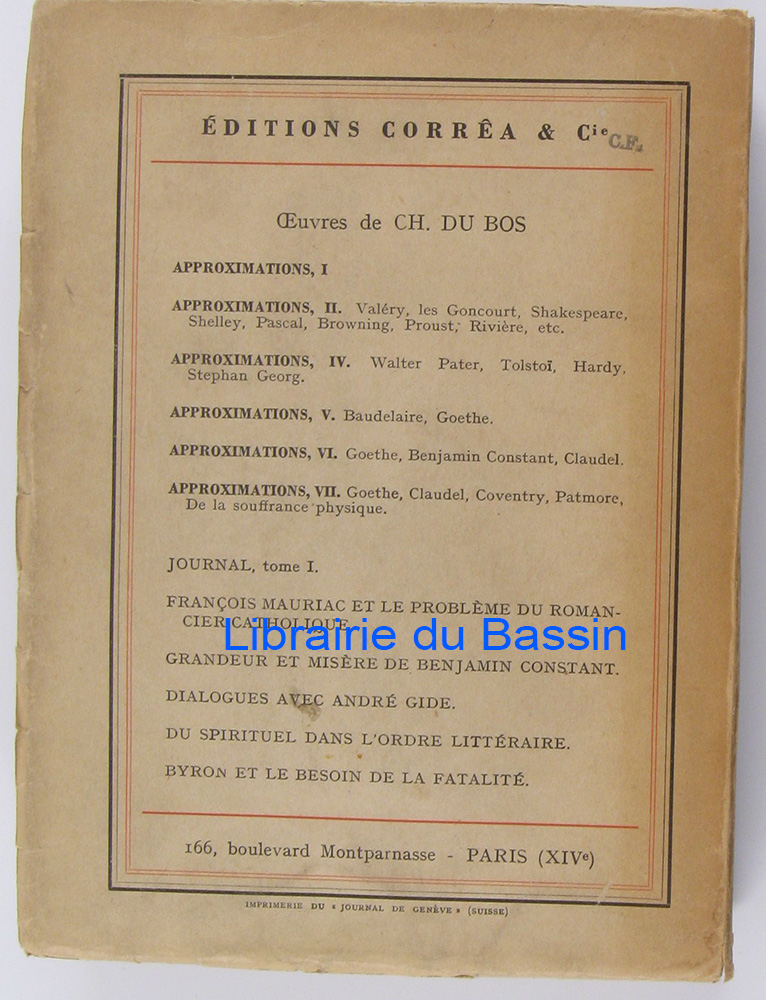 ÉDITIONS CORRÊA & Cie
C.F.
Œuvres de CH. DU BOS
APPROXIMATIONS, I
APPROXIMATIONS, II. Valéry, les Goncourt, Shakespeare,
Shelley, Pascal, Browning, Proust, Rivière, etc.
APPROXIMATIONS, IV. Walter Pater, Tolstoï, Hardy,
Stephan Georg.
APPROXIMATIONS, V. Baudelaire, Goethe.
APPROXIMATIONS, VI. Goethe, Benjamin Constant, Claudel.
APPROXIMATIONS, VII. Goethe, Claudel, Coventry, Patmore,
De la souffrance physique.
JOURNAL, tome I.
FRANÇOIS MAURIAC ET LE PROBLÈME DU ROMAN-
CIER CATHOLIQUE
Librairie du Bassin
GRANDEUR ET MISÈRE DE BENJAMIN CONSTANT.
DIALOGUES AVEC ANDRÉ GIDE.
DU SPIRITUEL DANS L'ORDRE LITTÉRAIRE.
BYRON ET LE BESOIN DE LA FATALITÉ.
166, boulevard Montparnasse - PARIS (XIVe)
IMPRIMERIE DU « JOURNAL DE GENÈVE » (SUISSE)